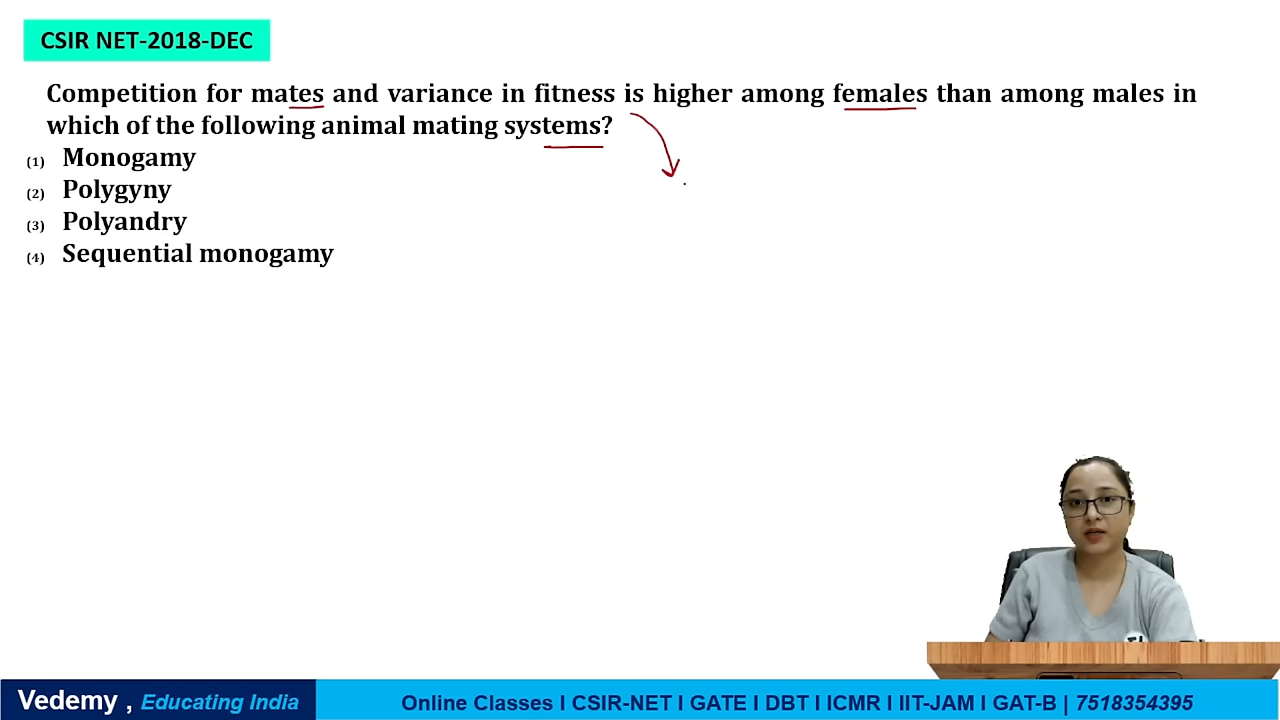 CSIR NET-2018-DEC
Competition for mates and variance in fitness is higher among females than among males in
which of the following animal mating systems?
(1) Monogamy
(2) Polygyny
(3) Polyandry
(4) Sequential monogamy
Vedemy , Educating India
Online Classes I CSIR-NET I GATE I DBT I ICMR I IIT-JAM I GAT-B | 7518354395